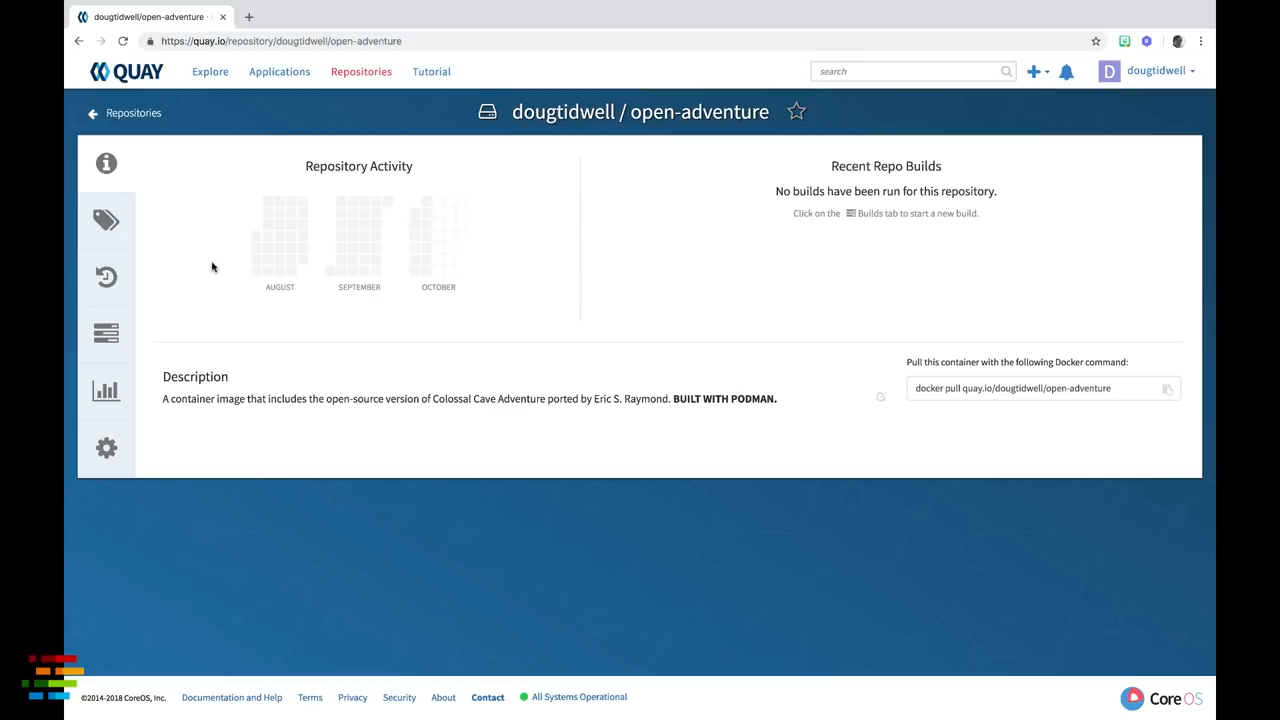 dougtidwell/open-adventure ·
https://quay.io/repository/dougtidwell/open-adventure
QUAY
Explore
Applications
Repositories
Tutorial
search
D
dougtidwell
Repositories
dougtidwell / open-adventure
Repository Activity
AUGUST
SEPTEMBER
OCTOBER
Recent Repo Builds
No builds have been run for this repository.
Click on the Builds tab to start a new build.
Description
A container image that includes the open-source version of Colossal Cave Adventure ported by Eric S. Raymond. BUILT WITH PODMAN.
Pull this container with the following Docker command:
docker pull quay.io/dougtidwell/open-adventure
©2014-2018 CoreOS, Inc.
Documentation and Help
Terms
Privacy
Security
About
Contact
All Systems Operational
Core OS